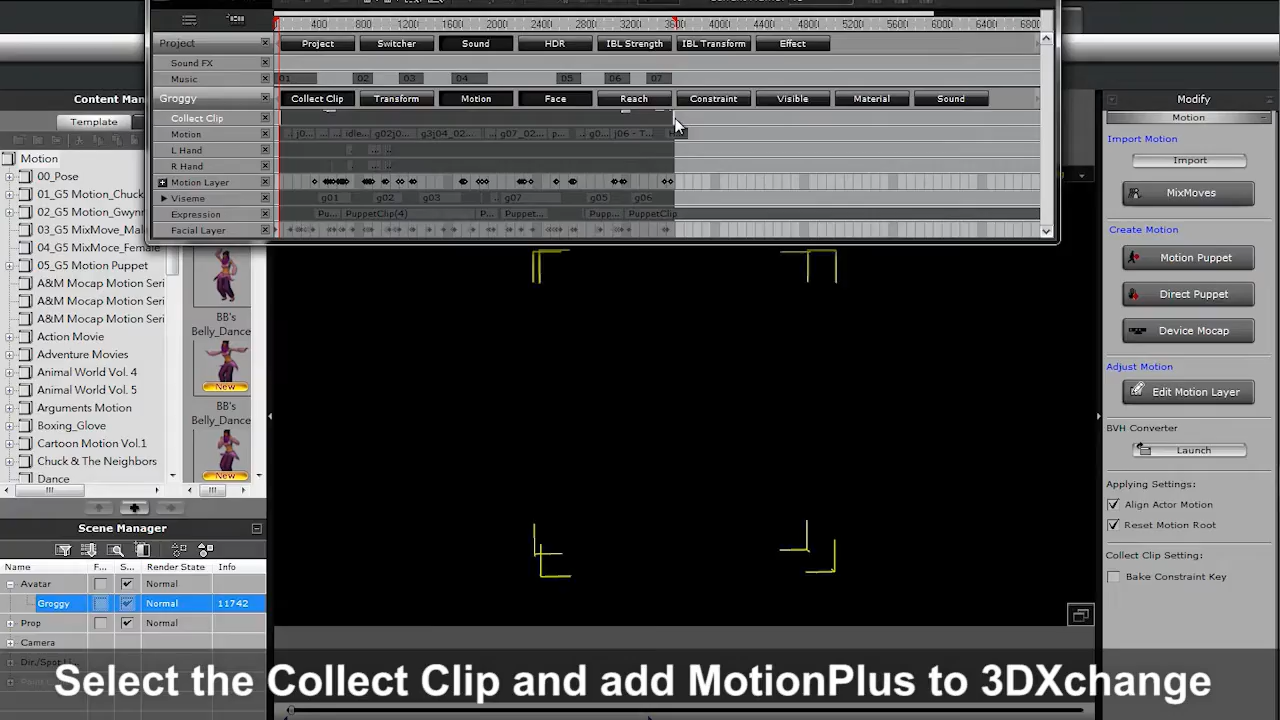 400 800 1200 1600 2000 2400 2800 3200 3600 4000 4400 4800 5200 5600 6000 6400 6800
Project Project Switcher Sound HDR IBL Strength IBL Transform Effect
Sound FX
Music 01 02 03 04 05 06 07
Groggy Collect Clip Transform Motion Face Reach Constraint Visible Material Sound
Collect Clip
Motion ..j0... idle.. g02j0... g3j4_02... .. g07_02... p... g0... j06 - T...
L Hand
R Hand
Motion Layer
Viseme g01 g02 g03 g07 g05 g06
Expression Pu... PuppetClip(4) P... Puppet... Pupp... PuppetClip
Facial Layer
Content Man
Template
Motion
00_Pose
01_G5 Motion_Chuck
02_G5 Motion_Gwynn
03_G5 MixMove_Mal
04_G5 MixMoce_Female
05_G5 Motion Puppet
A&M Mocap Motion Seri
A&M Mocap Motion Seri
A&M Mocap Motion Seri
Action Movie
Adventure Movies
Animal World Vol. 4
Animal World Vol. 5
Arguments Motion
Boxing_Glove
Cartoon Motion Vol.1
Chuck & The Neighbors
Dance
BB's
Belly_Dance
New
BB's
Belly_Dance
New
Scene Manager
Name F... S... Render State Info
Avatar Normal
Groggy Normal 11742
Prop Normal
Camera
Modify
Motion
Import Motion
Import
MixMoves
Create Motion
Motion Puppet
Direct Puppet
Device Mocap
Adjust Motion
Edit Motion Layer
BVH Converter
Launch
Applying Settings:
Align Actor Motion
Reset Motion Root
Collect Clip Setting:
Bake Constraint Key
Select the Collect Clip and add MotionPlus to 3DXchange